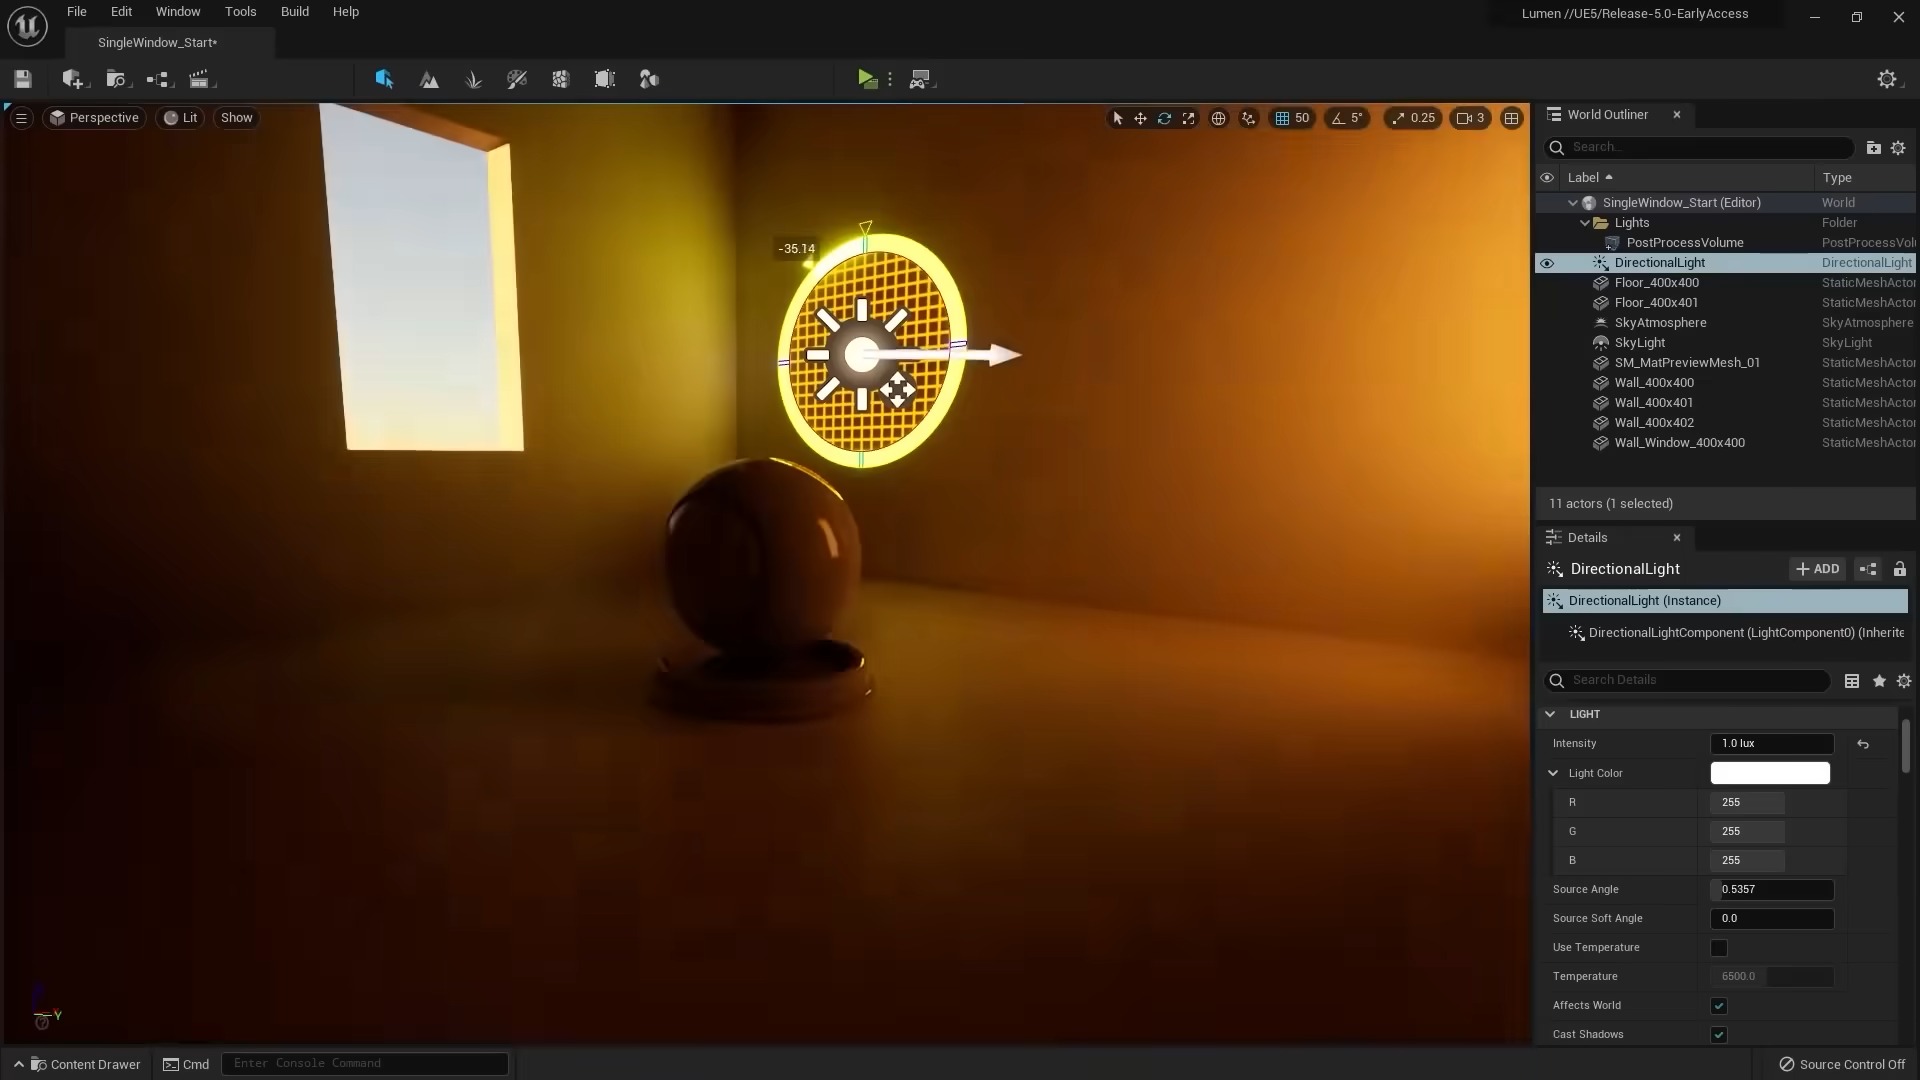 File Edit Window Tools Build Help
Lumen //UE5/Release-5.0-EarlyAccess
SingleWindow_Start*
Perspective Lit Show
50 5° 0.25 3
-35.14
World Outliner
Search...
Label Type
SingleWindow_Start (Editor) World
Lights Folder
PostProcessVolume PostProcessVol
DirectionalLight DirectionalLight
Floor_400x400 StaticMeshActor
Floor_400x401 StaticMeshActor
SkyAtmosphere SkyAtmosphere
SkyLight SkyLight
SM_MatPreviewMesh_01 StaticMeshActor
Wall_400x400 StaticMeshActor
Wall_400x401 StaticMeshActor
Wall_400x402 StaticMeshActor
Wall_Window_400x400 StaticMeshActor
11 actors (1 selected)
Details
DirectionalLight + ADD
DirectionalLight (Instance)
DirectionalLightComponent (LightComponent0) (Inherite
Search Details
LIGHT
Intensity 1.0 lux
Light Color
R 255
G 255
B 255
Source Angle 0.5357
Source Soft Angle 0.0
Use Temperature
Temperature 6500.0
Affects World
Cast Shadows
Y
Content Drawer Cmd Enter Console Command Source Control Off